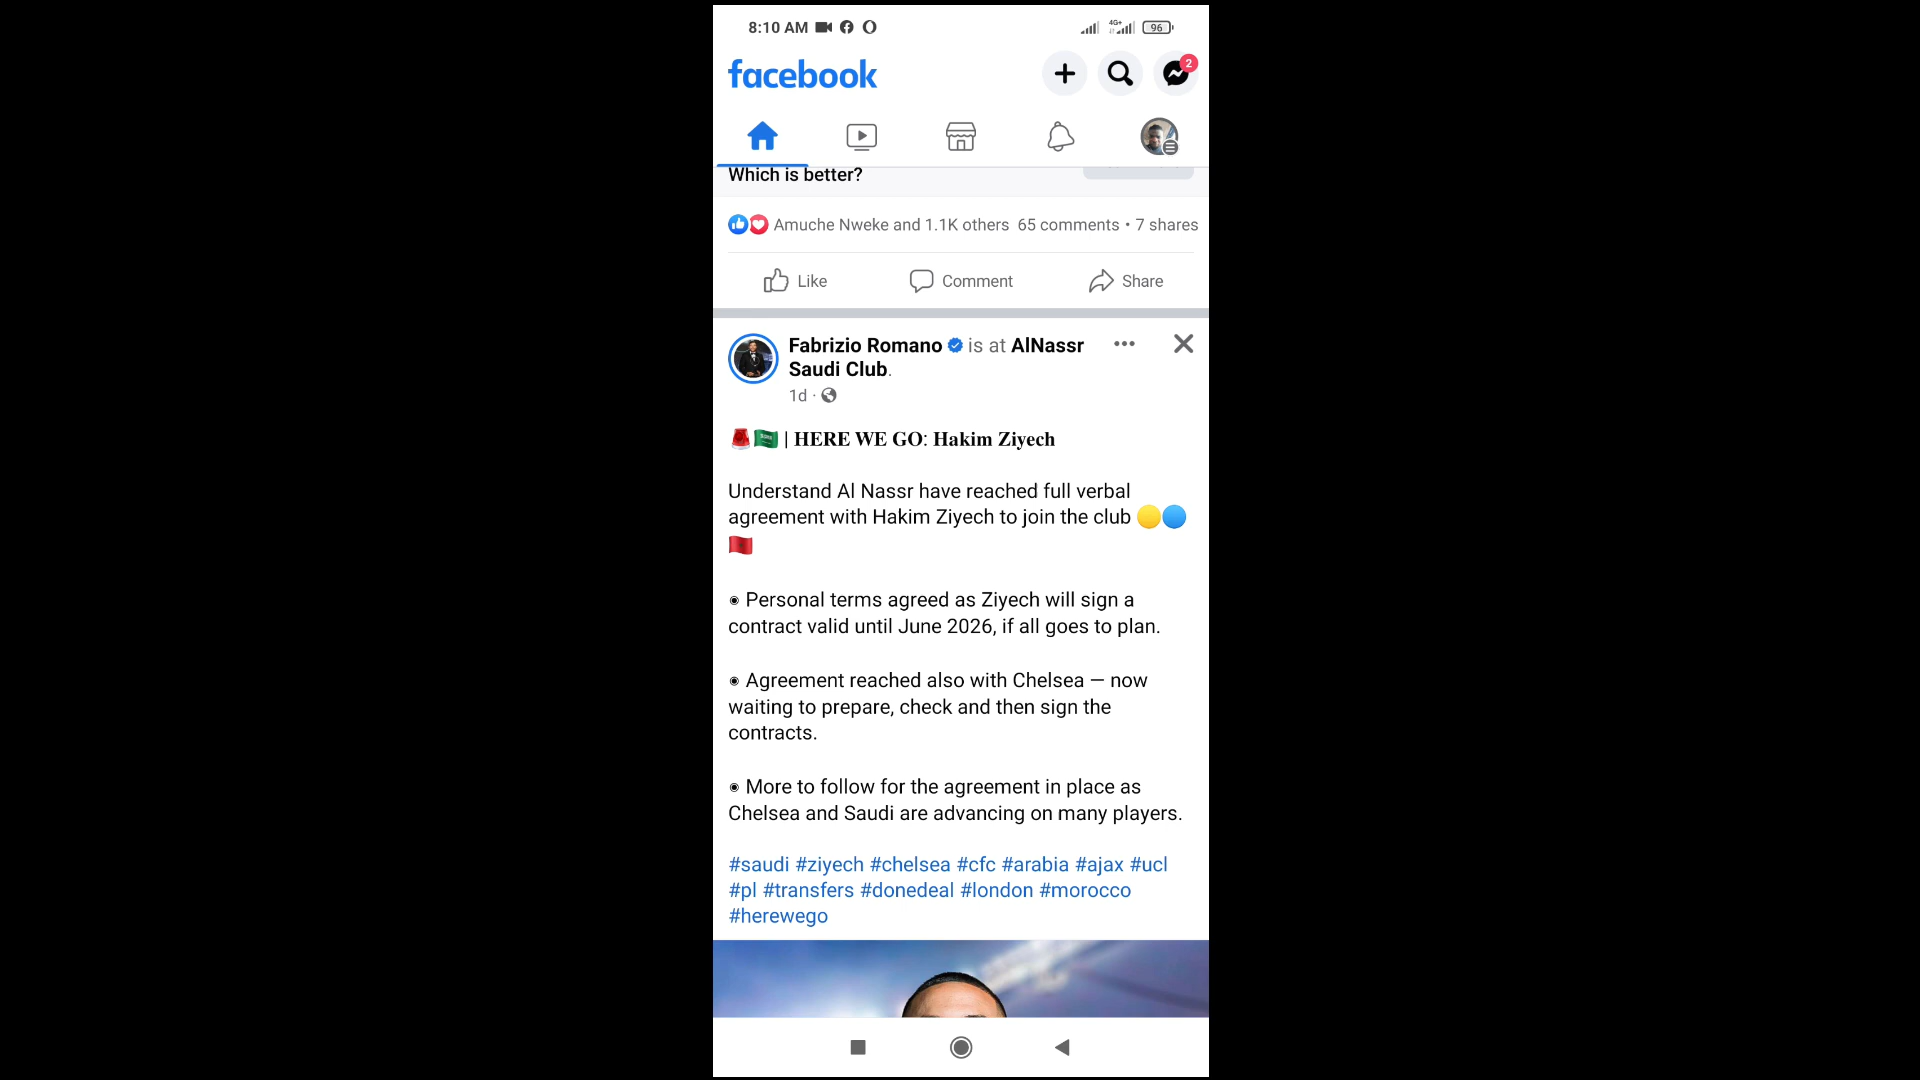 8:10 AM 4G+ 96
facebook 2
Which is better?
Amuche Nweke and 1.1K others 65 comments • 7 shares
Like Comment Share
Fabrizio Romano is at AlNassr
Saudi Club.
1d ·
🚨🇸🇦 | 𝐇𝐄𝐑𝐄 𝐖𝐄 𝐆𝐎: 𝐇𝐚𝐤𝐢𝐦 𝐙𝐢𝐲𝐞𝐜𝐡
Understand Al Nassr have reached full verbal
agreement with Hakim Ziyech to join the club 🟡🔵
🇲🇦
◉ Personal terms agreed as Ziyech will sign a
contract valid until June 2026, if all goes to plan.
◉ Agreement reached also with Chelsea — now
waiting to prepare, check and then sign the
contracts.
◉ More to follow for the agreement in place as
Chelsea and Saudi are advancing on many players.
#saudi #ziyech #chelsea #cfc #arabia #ajax #ucl
#pl #transfers #donedeal #london #morocco
#herewego